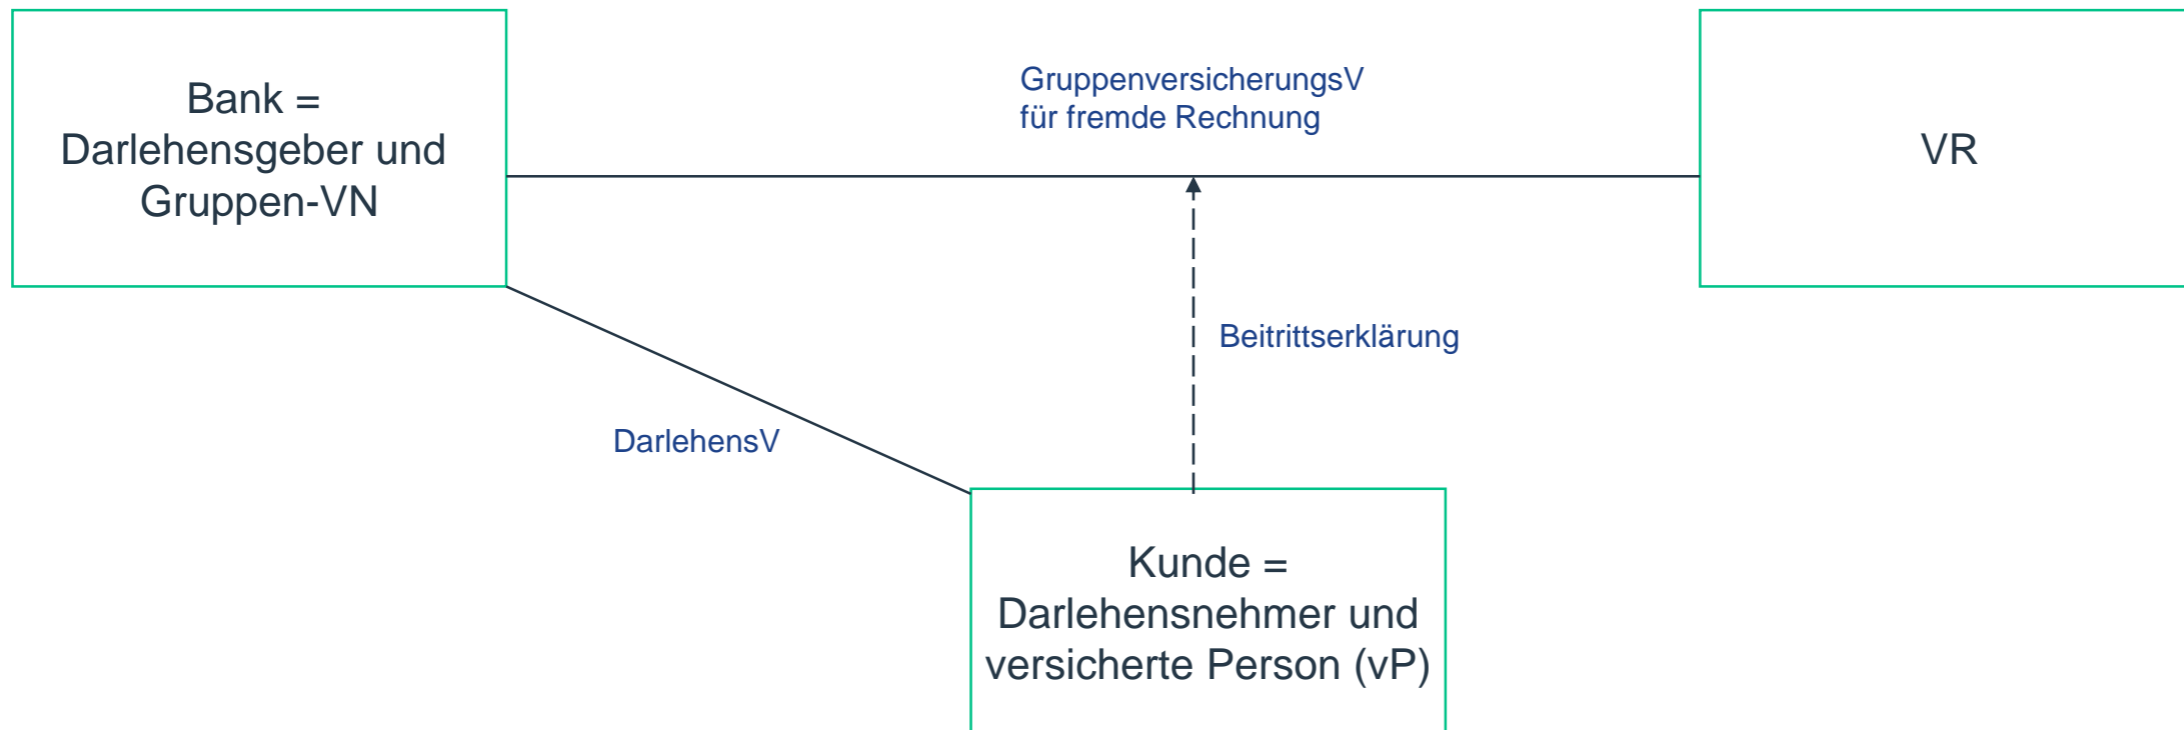 Bank =
Darlehensgeber und
Gruppen-VN
GruppenversicherungsV
für fremde Rechnung
VR
Beitrittserklärung
DarlehensV
Kunde =
Darlehensnehmer und
versicherte Person (vP)